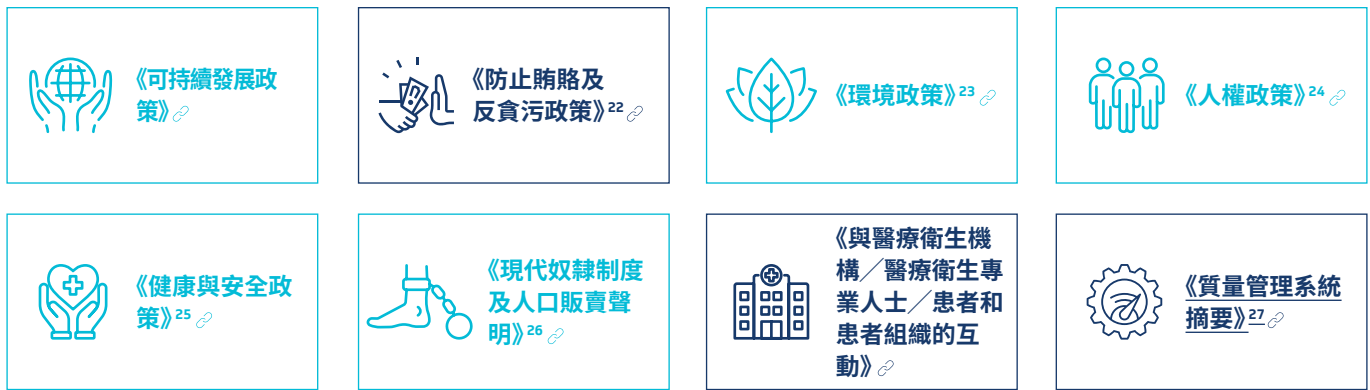 《可持續發展政
策》
《防止賄賂及
反貪污政策》22
《環境政策》23
《人權政策》24
《健康與安全政
策》25
《現代奴隸制度
及人口販賣聲
明》26
《與醫療衛生機
構／醫療衛生專
業人士／患者和
患者組織的互
動》
《質量管理系統
摘要》27